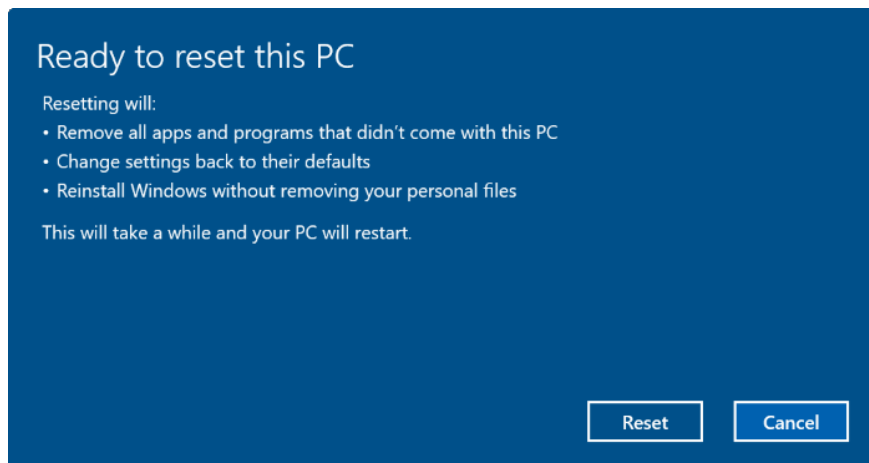 Ready to reset this PC
Resetting will:
• Remove all apps and programs that didn't come with this PC
• Change settings back to their defaults
• Reinstall Windows without removing your personal files
This will take a while and your PC will restart.
Reset
Cancel